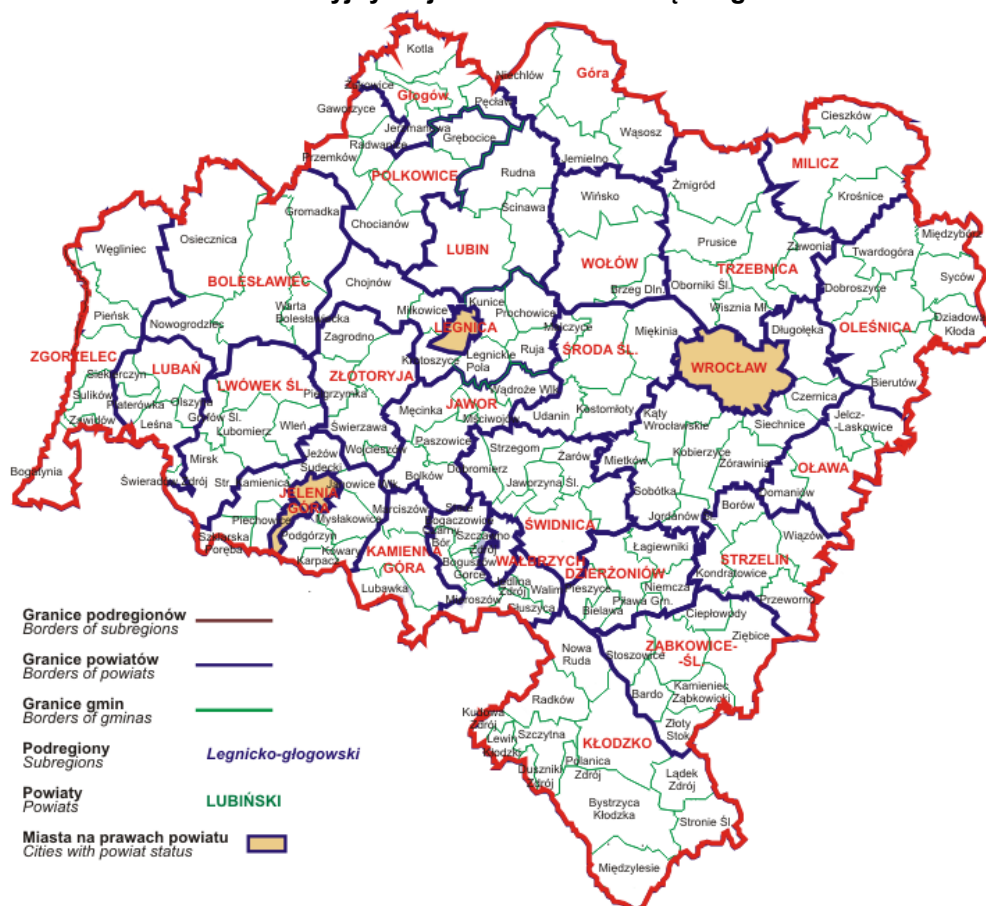 Kotla
Niechlów
Góra
Żukowice
Głogów
Pęcław
Gaworzyce
Jerzmanowa
Grębocice
Wąsosz
Cieszków
Radwanice
Przemków
Jemielno
MILICZ
POLKOWICE
Rudna
Żmigród
Wińsko
Krośnice
Ścinawa
Gromadka
Chocianów
Międzybórz
Osiecznica
Węgliniec
LUBIN
Prusice
Zawonia
Twardogóra
WOŁÓW
TRZEBNICA
Syców
BOLESŁAWIEC
Chojnów
Brzeg Dln.
Oborniki Śl.
Dobroszyce
Kunice
Wisznia Mł.
Pieńsk
Warta
Bolesławiecka
Miłkowice
Prochowice
Dziadowa
Kłoda
Nowogrodziec
LEGNICA
Malczyce
Miękinia
Długołęka
OLEŚNICA
Zagrodno
Krotoszyce
Legnickie
Pola
Ruja
ŚRODA ŚL.
ZGORZELEC
LUBAŃ
WROCŁAW
Siekierczyn
LWÓWEK ŚL
ZŁOTORYJA
Bierutów
Sulików
Platerówka
Olszyna
Pielgrzymka
Wądroże Wlk.
Czernica
Zawidów
Leśna
Gryfów Śl.
Lubomierz
Męcinka
JAWOR
Mściwojów
Udanin
Kostomłoty
Kąty
Wrocławskie
Siechnice
Jelcz-
-Laskowice
Wleń
Świerzawa
Paszowice
Strzegom
Kobierzyce
Mirsk
Wojcieszów
Żarów
Mietków
Żórawina
Bogatynia
Świeradów Zdrój
Jeżów
Sudecki
Bolków
Dobromierz
OŁAWA
Str. Kamienica
Janowice Wlk.
Jaworzyna Śl.
Sobótka
Domaniów
JELENIA
GÓRA
Marciszów
Stare
Bogaczowice
Jordanów Śl.
Borów
Piechowice
Mysłakowice
Czarny
Bór
Szczawno
Zdrój
ŚWIDNICA
Wiązów
Szklarska
Poręba
Podgórzyn
Kowary
KAMIENNA
GÓRA
Łagiewniki
STRZELIN
Karpacz
Boguszów
Gorce
WAŁBRZYCH
DZIERŻONIÓW
Kondratowice
Lubawka
Jedlina
Zdrój
Walim
Pieszyce
Niemcza
Mieroszów
Głuszyca
Bielawa
Piława Grn.
Przeworno
Ciepłowody
Ziębice
Granice podregionów
Borders of subregions
Nowa
Ruda
Stoszowice
ZĄBKOWICE-
-ŚL.
Granice powiatów
Borders of powiats
Radków
Bardo
Kamieniec
Ząbkowicki
Granice gmin
Borders of gminas
Kudowa
Zdrój
Złoty
Stok
Szczytna
Lewin
Kłodzki
KŁODZKO
Podregiony
Subregions
Legnicko-głogowski
Polanica
Zdrój
Duszniki
Zdrój
Lądek
Zdrój
Powiaty
Powiats
LUBIŃSKI
Bystrzyca
Kłodzka
Stronie Śl.
Miasta na prawach powiatu
Cities with powiat status
Międzylesie